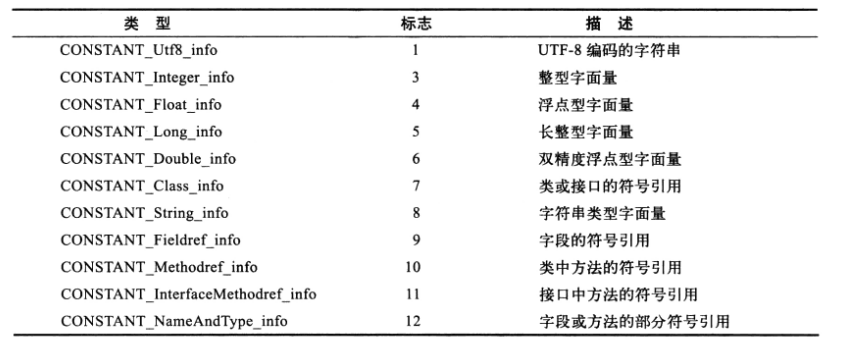 类 型 标志 描 述
CONSTANT_Utf8_info 1 UTF-8 编码的字符串
CONSTANT_Integer_info 3 整型字面量
CONSTANT_Float_info 4 浮点型字面量
CONSTANT_Long_info 5 长整型字面量
CONSTANT_Double_info 6 双精度浮点型字面量
CONSTANT_Class_info 7 类或接口的符号引用
CONSTANT_String_info 8 字符串类型字面量
CONSTANT_Fieldref_info 9 字段的符号引用
CONSTANT_Methodref_info 10 类中方法的符号引用
CONSTANT_InterfaceMethodref_info 11 接口中方法的符号引用
CONSTANT_NameAndType_info 12 字段或方法的部分符号引用